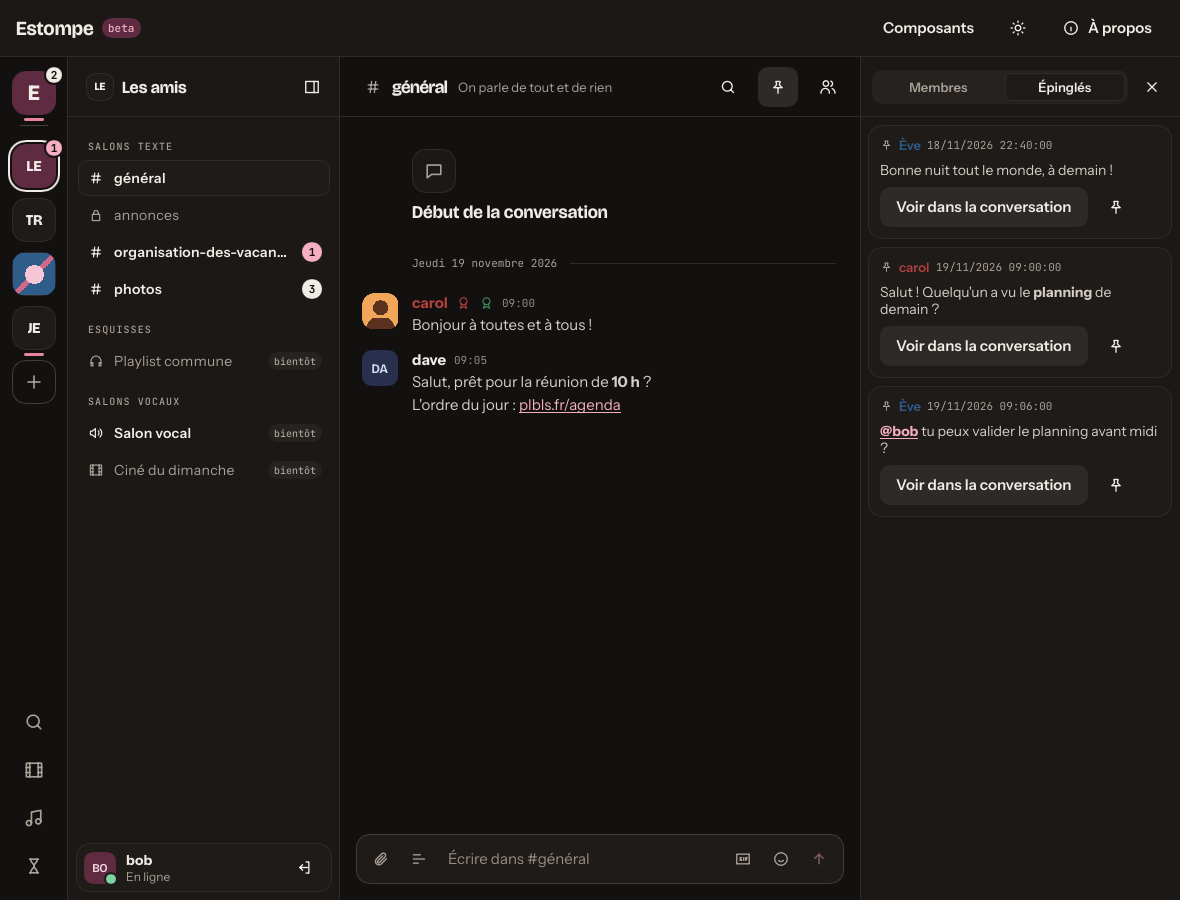 Estompe beta
Composants
À propos
E 2
LE 1
TR
JE
LE Les amis
SALONS TEXTE
# général
annonces
# organisation-des-vacan... 1
# photos 3
ESQUISSES
Playlist commune bientôt
SALONS VOCAUX
Salon vocal bientôt
Ciné du dimanche bientôt
BO bob
En ligne
# général On parle de tout et de rien
Début de la conversation
Jeudi 19 novembre 2026
carol 09:00
Bonjour à toutes et à tous !
DA dave 09:05
Salut, prêt pour la réunion de 10 h ?
L'ordre du jour : plbls.fr/agenda
Écrire dans #général
GIF
Membres Épinglés
Ève 18/11/2026 22:40:00
Bonne nuit tout le monde, à demain !
Voir dans la conversation
carol 19/11/2026 09:00:00
Salut ! Quelqu'un a vu le planning de
demain ?
Voir dans la conversation
Ève 19/11/2026 09:06:00
@bob tu peux valider le planning avant midi
?
Voir dans la conversation